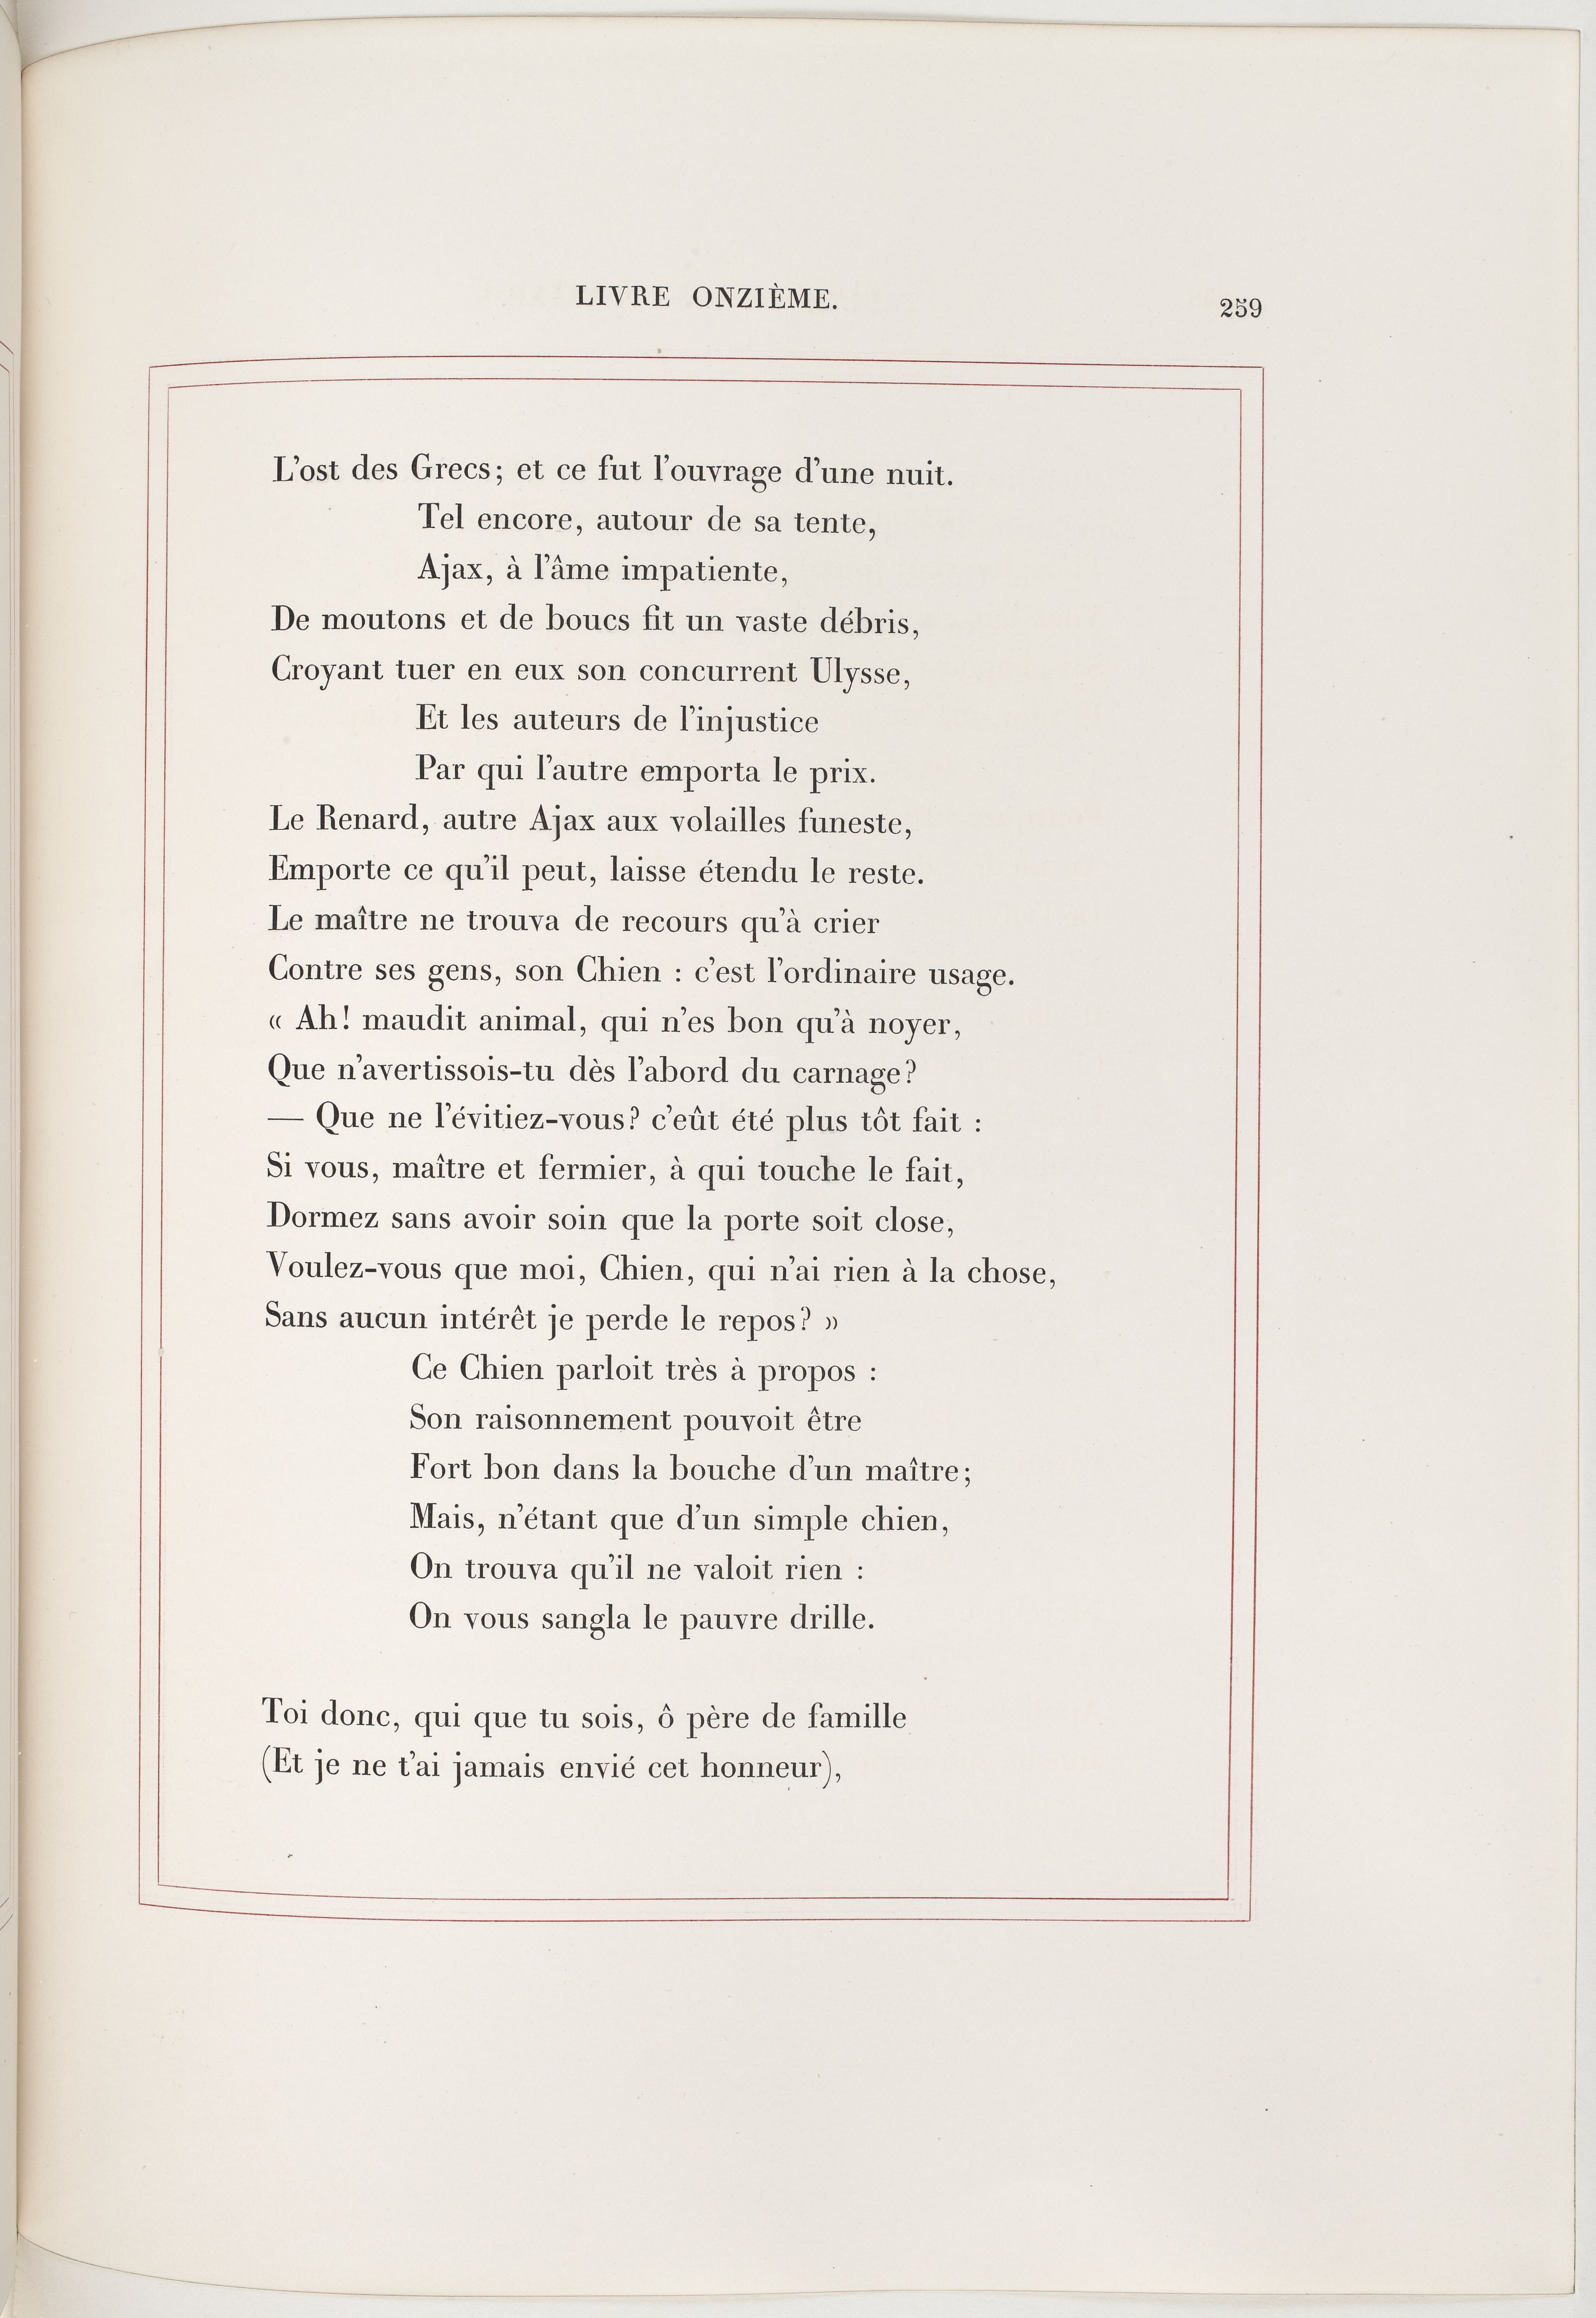 LIVRE ONZIÈME.
259
L'ost des Grecs; et ce fut l'ouvrage d'une nuit.
Tel encore, autour de sa tente,
Ajax, à l'âme impatiente,
De moutons et de boucs fit un vaste débris,
Croyant tuer en eux son concurrent Ulysse,
Et les auteurs de l'injustice
Par qui l'autre emporta le prix.
Le Renard, autre Ajax aux volailles funeste,
Emporte ce qu'il peut, laisse étendu le reste.
Le maître ne trouva de recours qu'à crier
Contre ses gens, son Chien : c'est l'ordinaire usage.
« Ah! maudit animal, qui n'es bon qu'à noyer,
Que n'avertissois-tu dès l'abord du carnage?
— Que ne l'évitiez-vous? c'eût été plus tôt fait :
Si vous, maître et fermier, à qui touche le fait,
Dormez sans avoir soin que la porte soit close,
Voulez-vous que moi, Chien, qui n'ai rien à la chose,
Sans aucun intérêt je perde le repos? »
Ce Chien parloit très à propos :
Son raisonnement pouvoit être
Fort bon dans la bouche d'un maître;
Mais, n'étant que d'un simple chien,
On trouva qu'il ne valoit rien :
On vous sangla le pauvre drille.
Toi donc, qui que tu sois, ô père de famille
(Et je ne t'ai jamais envié cet honneur),